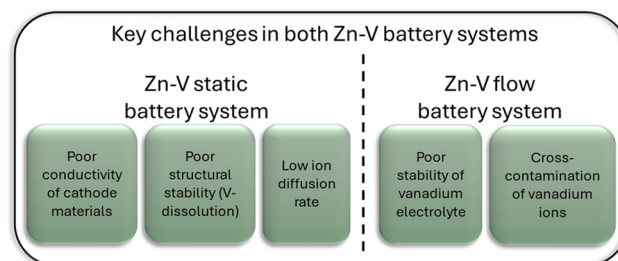 Key challenges in both Zn-V battery systems
Zn-V static
battery system
Poor
conductivity
of cathode
materials
Poor
structural
stability (V-
dissolution)
Low ion
diffusion
rate
Zn-V flow
battery system
Poor
stability of
vanadium
electrolyte
Cross-
contamination
of vanadium
ions